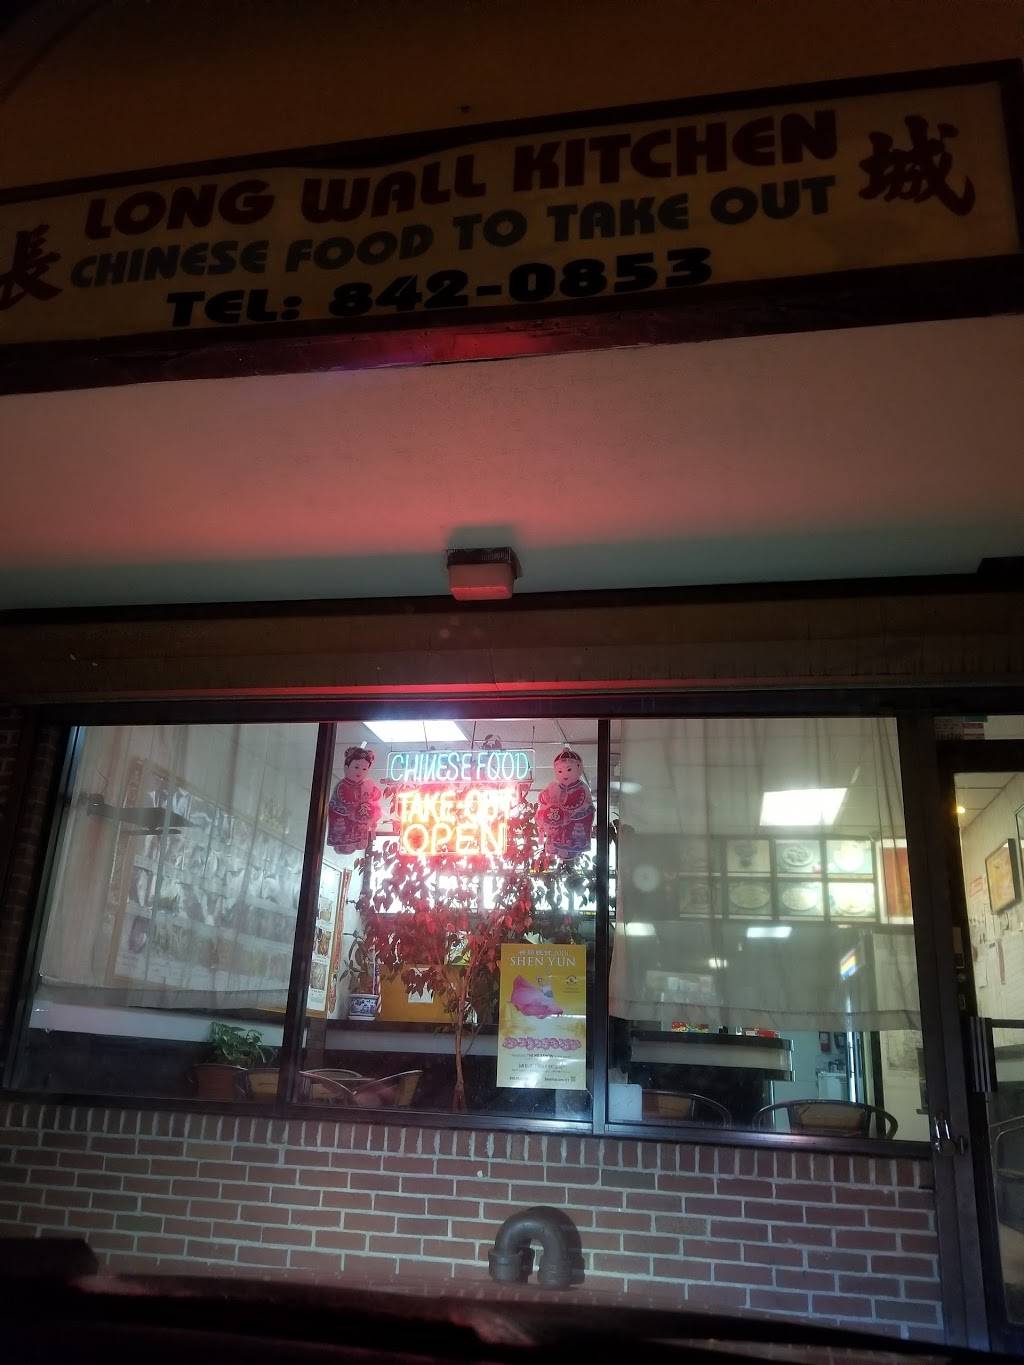 LONG WALL KITCHEN
長 CHINESE FOOD TO TAKE OUT 城
TEL: 842-0853
CHINESE FOOD
TAKE-OUT
OPEN
SHEN YUN